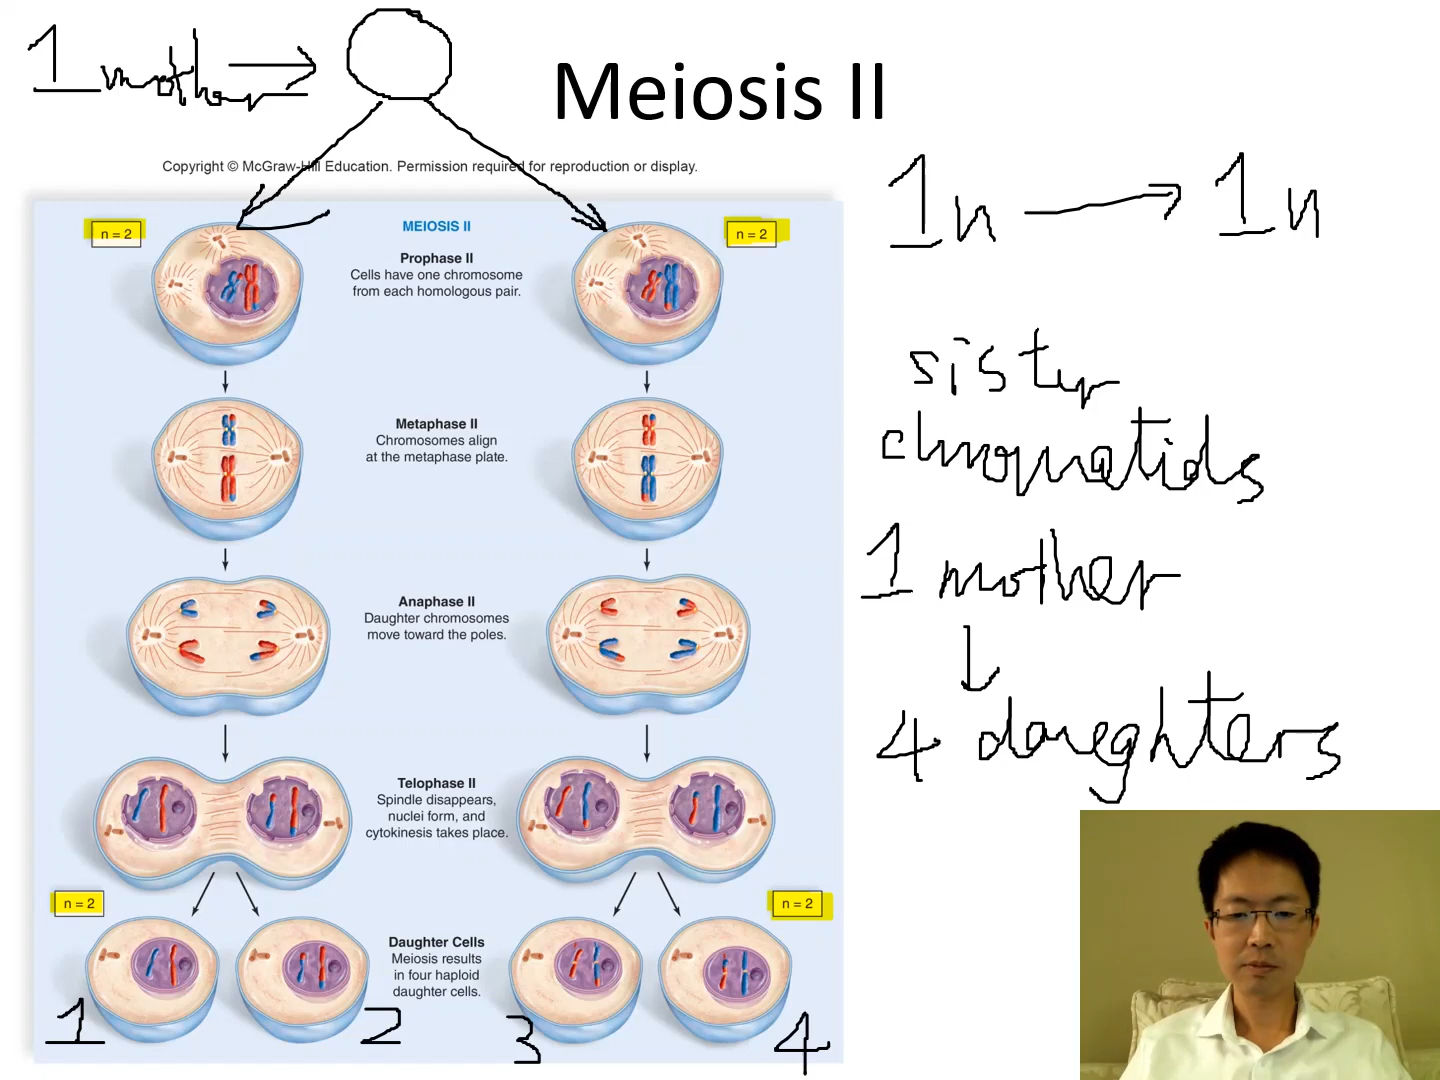 1 mother
Meiosis II
Copyright © McGraw-Hill Education. Permission required for reproduction or display.
n = 2
MEIOSIS II
n = 2
Prophase II
Cells have one chromosome
from each homologous pair.
Metaphase II
Chromosomes align
at the metaphase plate.
Anaphase II
Daughter chromosomes
move toward the poles.
Telophase II
Spindle disappears,
nuclei form, and
cytokinesis takes place.
n = 2
n = 2
Daughter Cells
Meiosis results
in four haploid
daughter cells.
1 2 3 4
1n → 1n
sister
chromatids
1 mother
↓
4 daughters